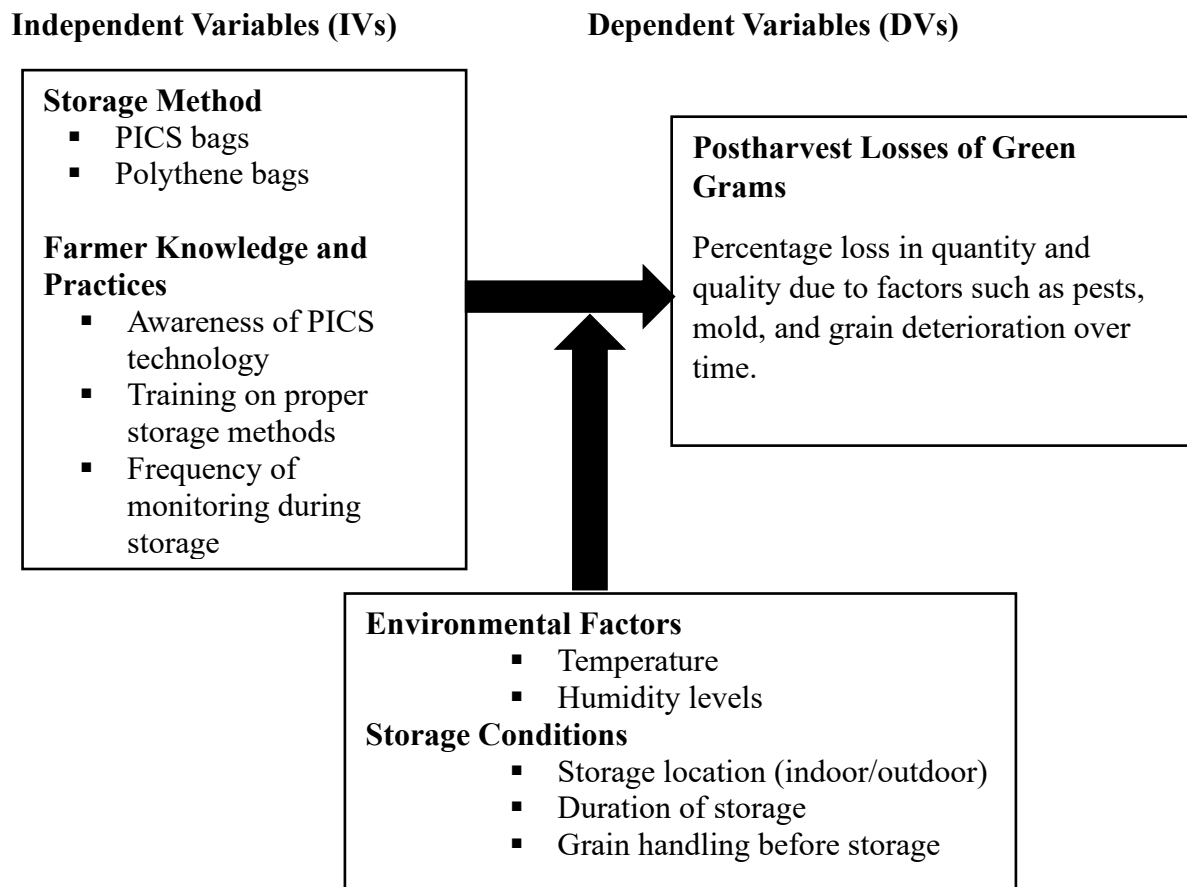 Independent Variables (IVs)
Dependent Variables (DVs)
Storage Method
▪ PICS bags
▪ Polythene bags
Farmer Knowledge and
Practices
▪ Awareness of PICS
technology
▪ Training on proper
storage methods
▪ Frequency of
monitoring during
storage
Postharvest Losses of Green
Grams
Percentage loss in quantity and
quality due to factors such as pests,
mold, and grain deterioration over
time.
Environmental Factors
▪ Temperature
▪ Humidity levels
Storage Conditions
▪ Storage location (indoor/outdoor)
▪ Duration of storage
▪ Grain handling before storage